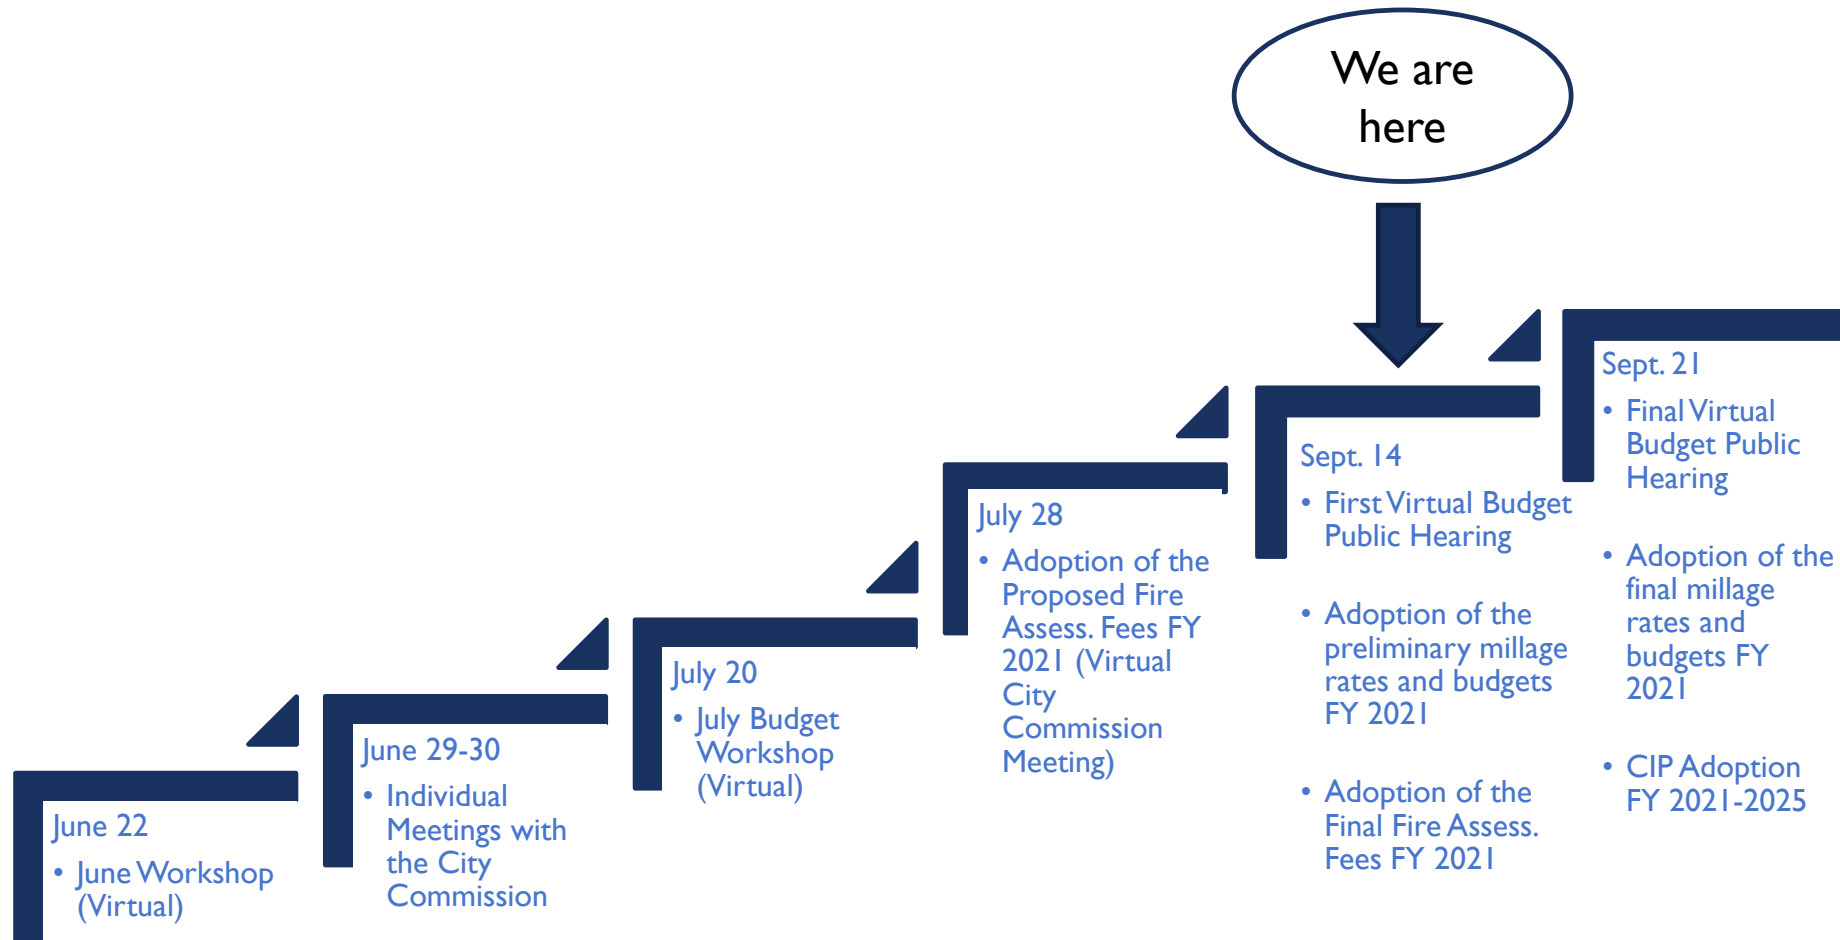 We are
here
June 22
• June Workshop
(Virtual)
June 29-30
• Individual
Meetings with
the City
Commission
July 20
• July Budget
Workshop
(Virtual)
July 28
• Adoption of the
Proposed Fire
Assess. Fees FY
2021 (Virtual
City
Commission
Meeting)
Sept. 14
• First Virtual Budget
Public Hearing
• Adoption of the
preliminary millage
rates and budgets
FY 2021
• Adoption of the
Final Fire Assess.
Fees FY 2021
Sept. 21
• Final Virtual
Budget Public
Hearing
• Adoption of the
final millage
rates and
budgets FY
2021
• CIP Adoption
FY 2021-2025